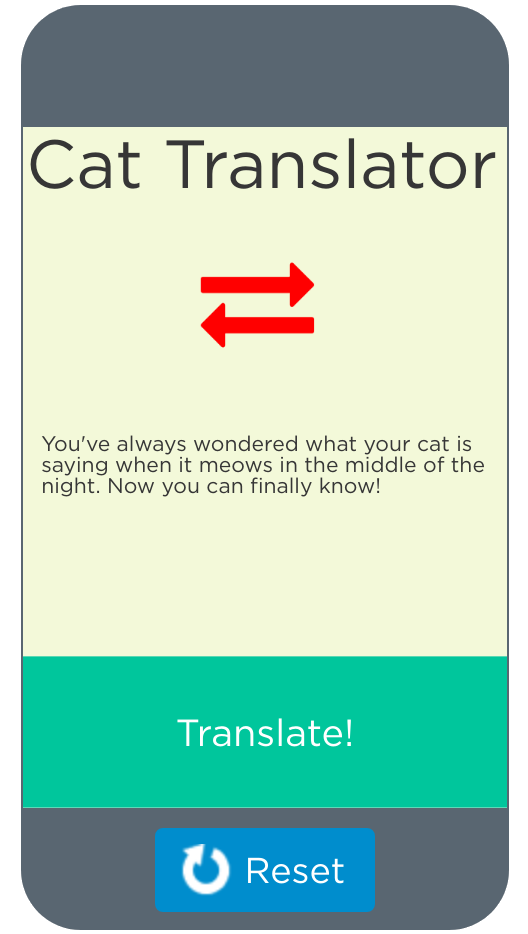 Cat Translator
You've always wondered what your cat is
saying when it meows in the middle of the
night. Now you can finally know!
Translate!
Reset